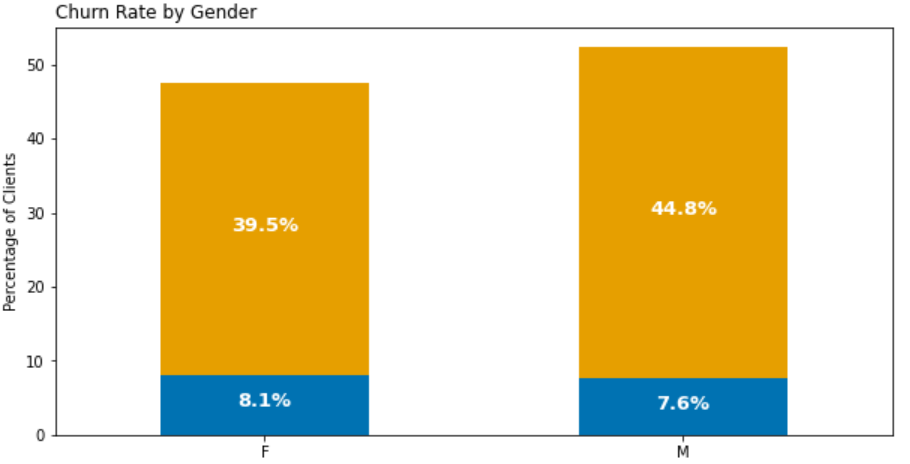 Churn Rate by Gender
Percentage of Clients
50
40
30
20
10
0
39.5%
8.1%
44.8%
7.6%
F
M